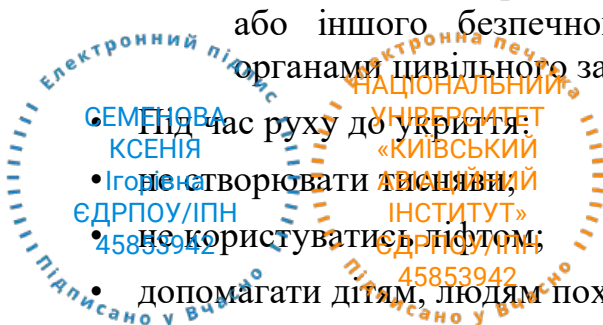 або іншого безпечно
органами цивільного за
• Під час руху до укриття:
• не створювати тисняви;
• не користуватись ліфтом;
• допомагати дітям, людям пох
Електронний підпис
СЕМЕНОВА
КСЕНІЯ
Ігорівна
ЄДРПОУ/ІПН
45853942
Підписано у Вчасно
Електронна печатка
НАЦІОНАЛЬНИЙ
УНІВЕРСИТЕТ
«КИЇВСЬКИЙ
АВІАЦІЙНИЙ
ІНСТИТУТ»
ЄДРПОУ/ІПН
45853942
Підписано у Вчасно